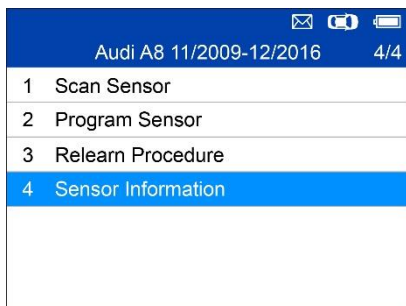 Audi A8 11/2009-12/2016 4/4
1 Scan Sensor
2 Program Sensor
3 Relearn Procedure
4 Sensor Information